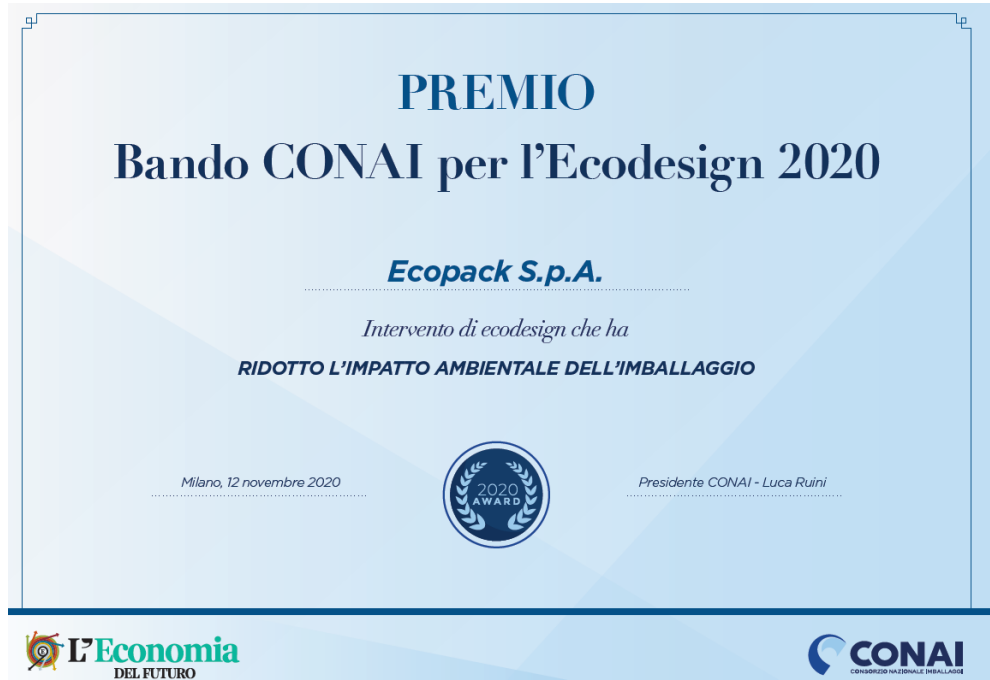 PREMIO
Bando CONAI per l'Ecodesign 2020
Ecopack S.p.A.
Intervento di ecodesign che ha
RIDOTTO L'IMPATTO AMBIENTALE DELL'IMBALLAGGIO
Milano, 12 novembre 2020
2020
AWARD
Presidente CONAI - Luca Ruini
L'Economia
DEL FUTURO
CONAI
CONSORZIO NAZIONALE IMBALLAGGI